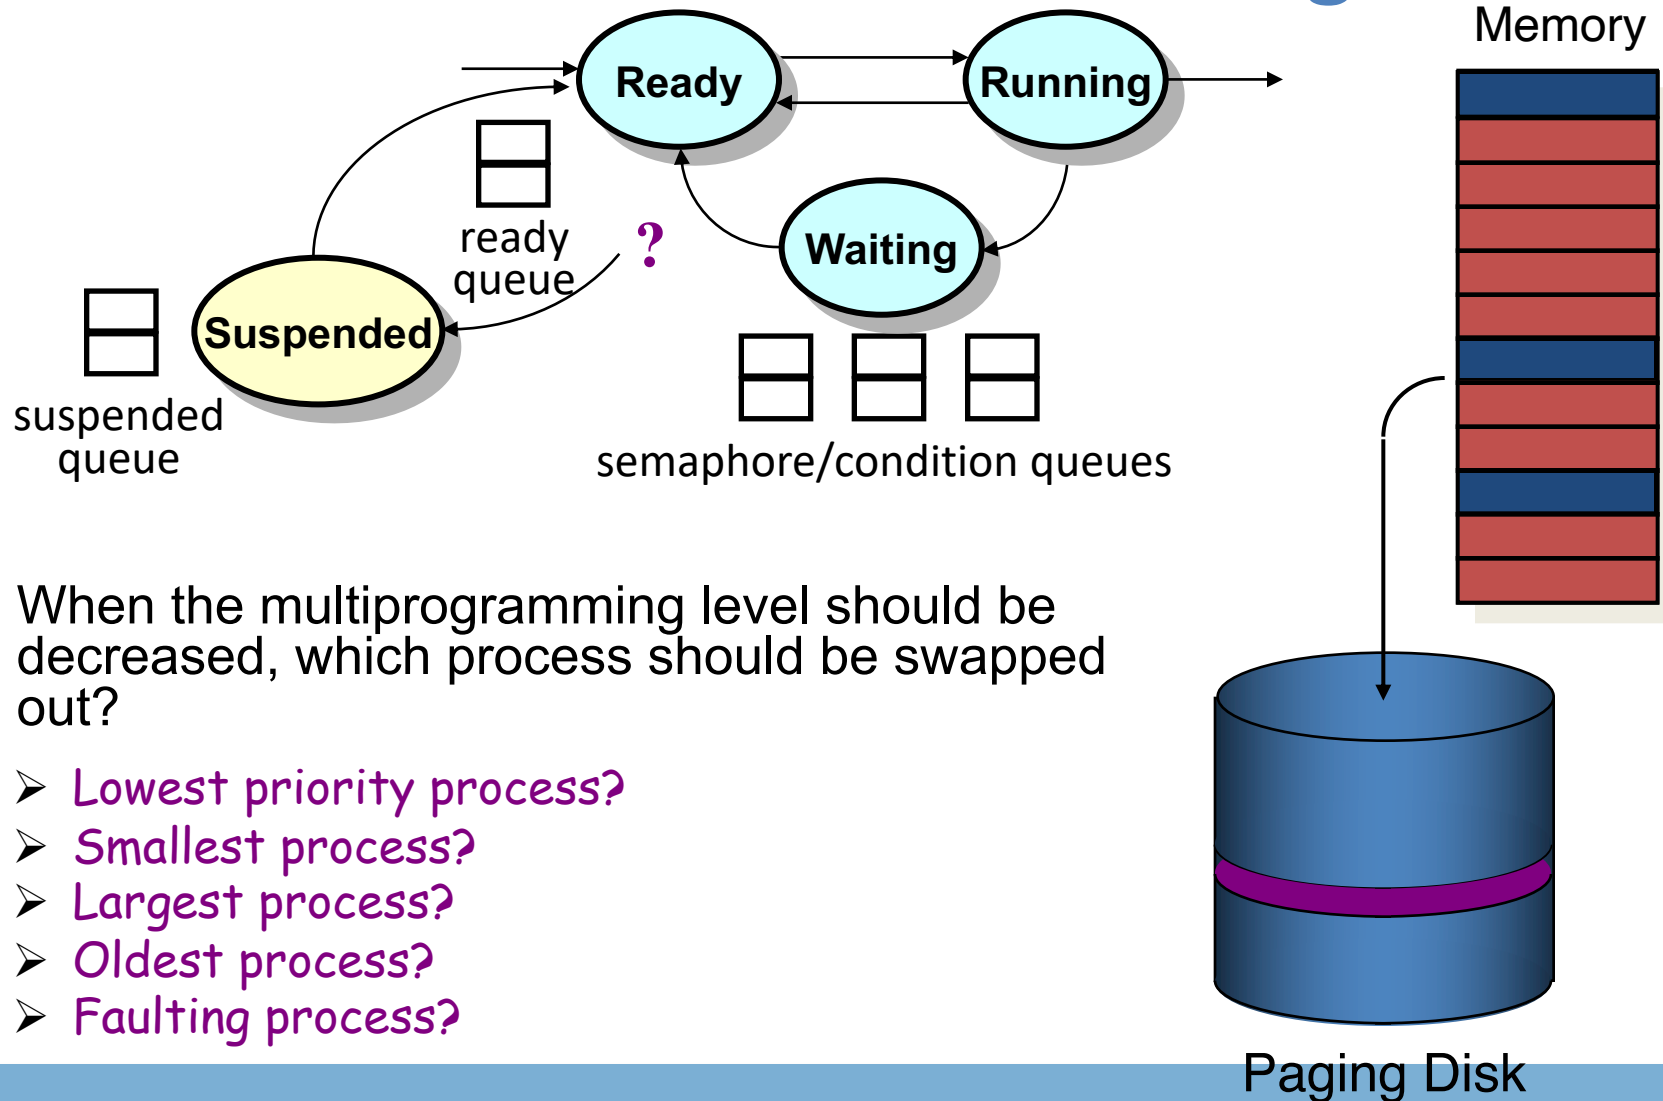 Memory
Ready
Running
ready
queue
?
Waiting
Suspended
suspended
queue
semaphore/condition queues
When the multiprogramming level should be
decreased, which process should be swapped
out?
➢ Lowest priority process?
➢ Smallest process?
➢ Largest process?
➢ Oldest process?
➢ Faulting process?
Paging Disk